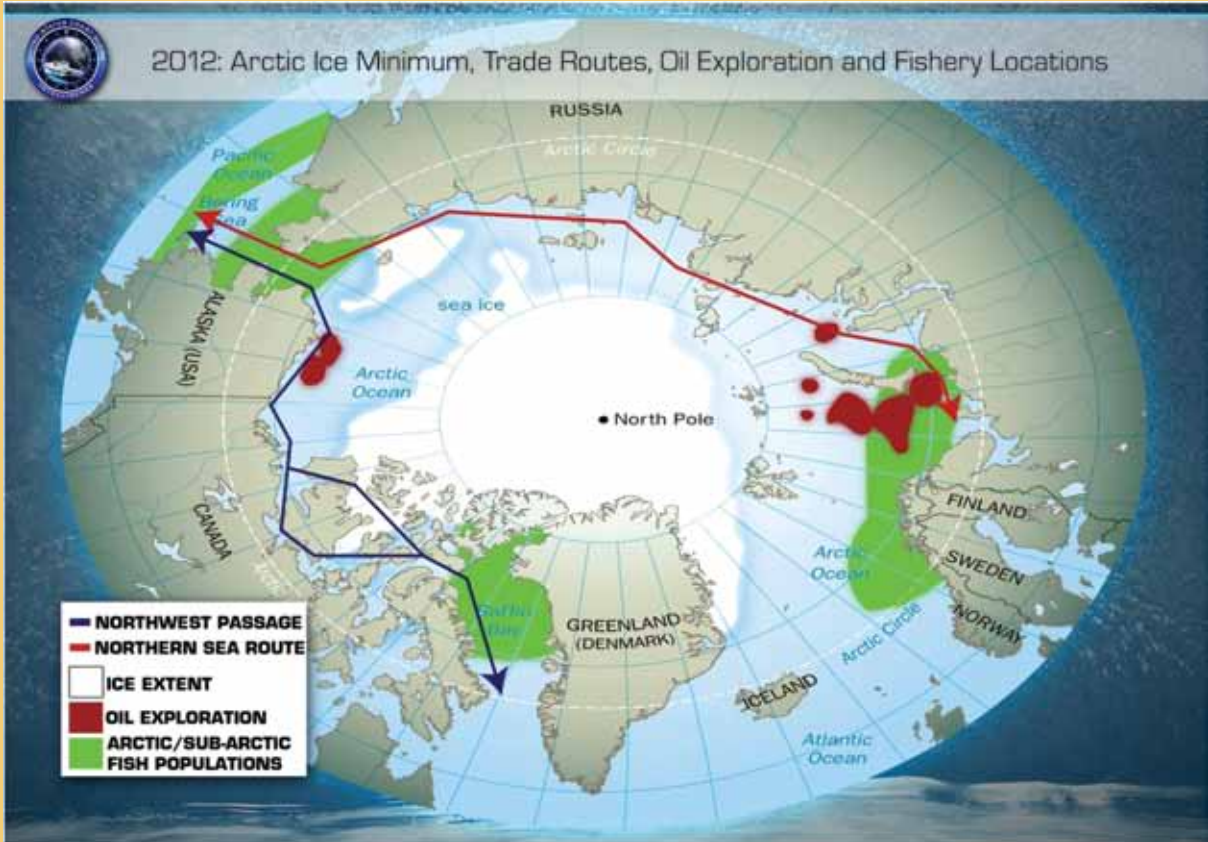 2012: Arctic Ice Minimum, Trade Routes, Oil Exploration and Fishery Locations
RUSSIA
Arctic Circle
Pacific
Ocean
Bering
Sea
sea ice
ALASKA (USA)
Arctic
Ocean
North Pole
CANADA
FINLAND
SWEDEN
NORWAY
Arctic
Ocean
Arctic Circle
Baffin
Bay
GREENLAND
(DENMARK)
ICELAND
Atlantic
Ocean
NORTHWEST PASSAGE
NORTHERN SEA ROUTE
ICE EXTENT
OIL EXPLORATION
ARCTIC/SUB-ARCTIC
FISH POPULATIONS